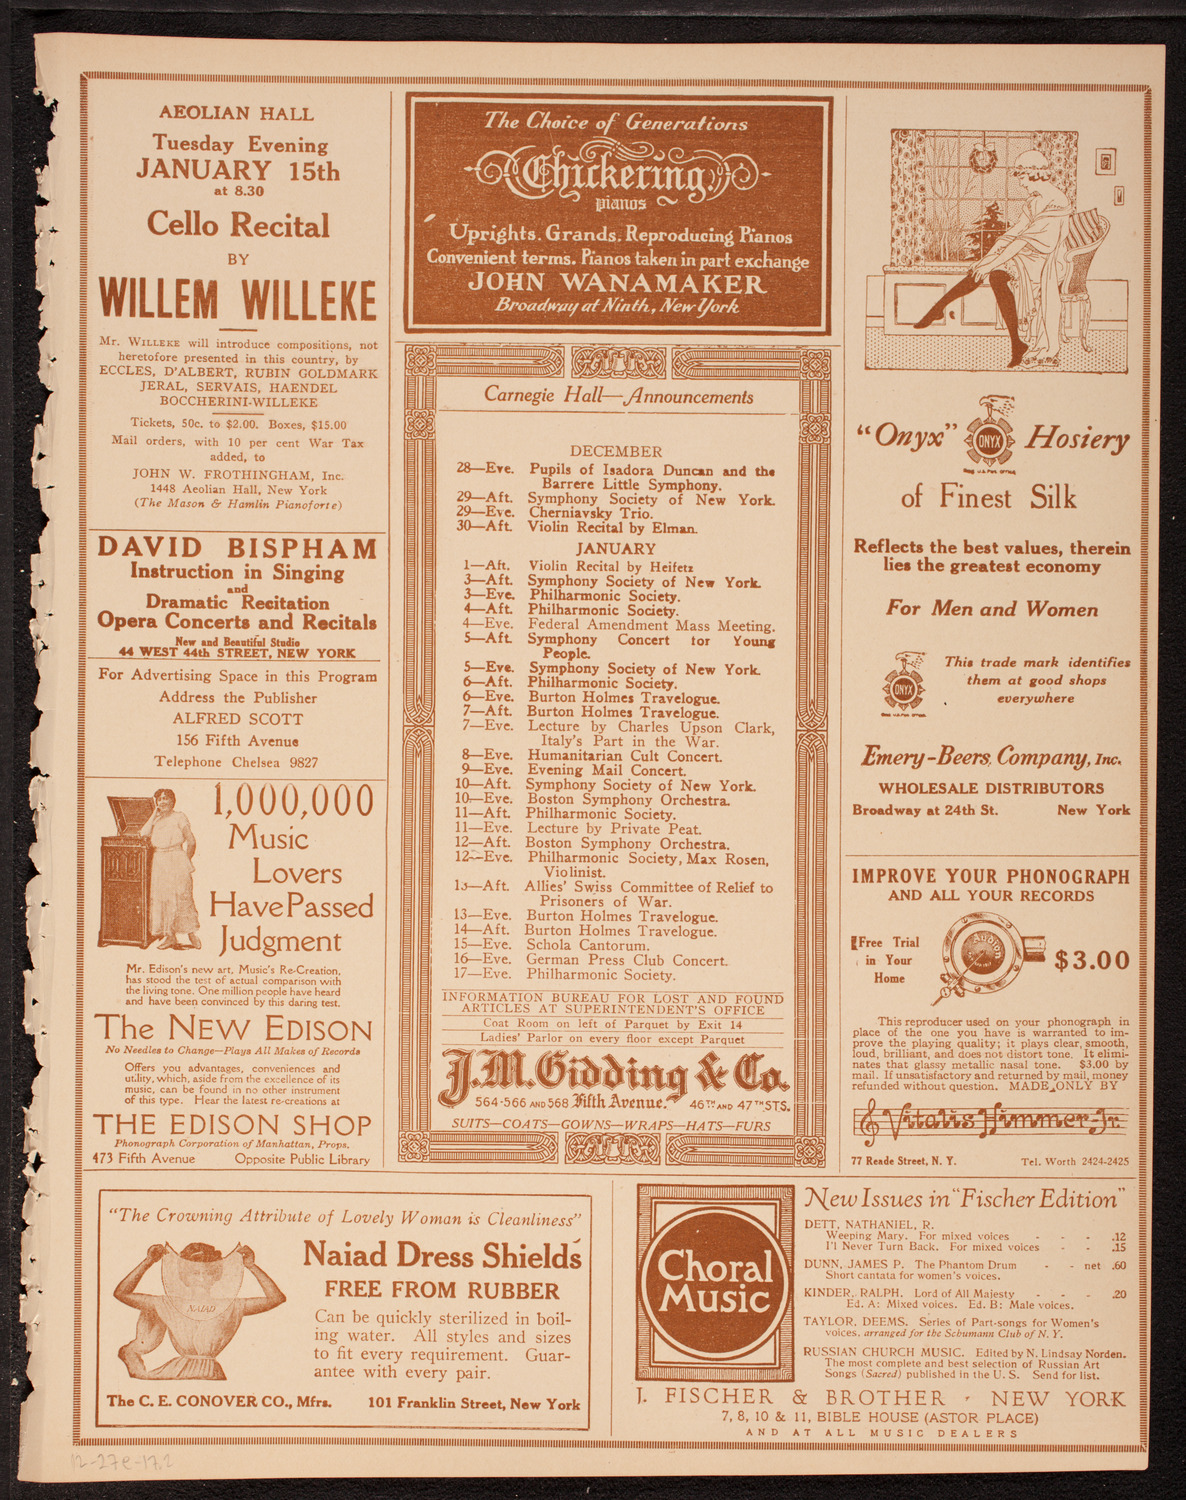 AEOLIAN HALL
Tuesday Evening
JANUARY 15th
at 8.30
Cello Recital
BY
WILLEM WILLEKE
Mr. WILLEKE will introduce compositions, not
heretofore presented in this country, by
ECCLES, D'ALBERT, RUBIN GOLDMARK
JERAL, SERVAIS, HAENDEL
BOCCHERINI-WILLEKE
Tickets, 50c. to $2.00. Boxes, $15.00
Mail orders, with 10 per cent War Tax
added, to
JOHN W. FROTHINGHAM, Inc.
1448 Aeolian Hall, New York
(The Mason & Hamlin Pianoforte)
DAVID BISPHAM
Instruction in Singing
and
Dramatic Recitation
Opera Concerts and Recitals
New and Beautiful Studio
44 WEST 44th STREET, NEW YORK
For Advertising Space in this Program
Address the Publisher
ALFRED SCOTT
156 Fifth Avenue
Telephone Chelsea 9827
1,000,000
Music
Lovers
Have Passed
Judgment
Mr. Edison's new art, Music's Re-Creation,
has stood the test of actual comparison with
the living tone. One million people have heard
and have been convinced by this daring test.
The NEW EDISON
No Needles to Change—Plays All Makes of Records
Offers you advantages, conveniences and
utility, which, aside from the excellence of its
music, can be found in no other instrument
of this type. Hear the latest re-creations at
THE EDISON SHOP
Phonograph Corporation of Manhattan, Props.
473 Fifth Avenue Opposite Public Library
The Choice of Generations
Chickering
pianos
Uprights. Grands. Reproducing Pianos
Convenient terms. Pianos taken in part exchange
JOHN WANAMAKER
Broadway at Ninth, New York
Carnegie Hall—Announcements
DECEMBER
28—Eve. Pupils of Isadora Duncan and the
Barrere Little Symphony.
29—Aft. Symphony Society of New York.
29—Eve. Cherniavsky Trio.
30—Aft. Violin Recital by Elman.
JANUARY
1—Aft. Violin Recital by Heifetz
3—Aft. Symphony Society of New York.
3—Eve. Philharmonic Society.
4—Aft. Philharmonic Society.
4—Eve. Federal Amendment Mass Meeting.
5—Aft. Symphony Concert for Young
People.
5—Eve. Symphony Society of New York.
6—Aft. Philharmonic Society.
6—Eve. Burton Holmes Travelogue.
7—Aft. Burton Holmes Travelogue.
7—Eve. Lecture by Charles Upson Clark,
Italy's Part in the War.
8—Eve. Humanitarian Cult Concert.
9—Eve. Evening Mail Concert.
10—Aft. Symphony Society of New York.
10—Eve. Boston Symphony Orchestra.
11—Aft. Philharmonic Society.
11—Eve. Lecture by Private Peat.
12—Aft. Boston Symphony Orchestra.
12—Eve. Philharmonic Society, Max Rosen,
Violinist.
13—Aft. Allies' Swiss Committee of Relief to
Prisoners of War.
13—Eve. Burton Holmes Travelogue.
14—Aft. Burton Holmes Travelogue.
15—Eve. Schola Cantorum.
16—Eve. German Press Club Concert.
17—Eve. Philharmonic Society.
INFORMATION BUREAU FOR LOST AND FOUND
ARTICLES AT SUPERINTENDENT'S OFFICE
Coat Room on left of Parquet by Exit 14
Ladies' Parlor on every floor except Parquet
J. M. Gidding & Co.
564-566 AND 568 Fifth Avenue. 46TH AND 47TH STS.
SUITS—COATS—GOWNS—WRAPS—HATS—FURS
"Onyx" ONYX Hosiery
of Finest Silk
Reflects the best values, therein
lies the greatest economy
For Men and Women
ONYX
This trade mark identifies
them at good shops
everywhere
Emery-Beers Company, Inc.
WHOLESALE DISTRIBUTORS
Broadway at 24th St. New York
IMPROVE YOUR PHONOGRAPH
AND ALL YOUR RECORDS
Free Trial
in Your
Home
$3.00
This reproducer used on your phonograph in
place of the one you have is warranted to im-
prove the playing quality; it plays clear, smooth,
loud, brilliant, and does not distort tone. It elimi-
nates that glassy metallic nasal tone. $3.00 by
mail. If unsatisfactory and returned by mail, money
refunded without question. MADE ONLY BY
Vitalis Himmer Jr.
77 Reade Street, N. Y. Tel. Worth 2424-2425
"The Crowning Attribute of Lovely Woman is Cleanliness"
NAIAD
Naiad Dress Shields
FREE FROM RUBBER
Can be quickly sterilized in boil-
ing water. All styles and sizes
to fit every requirement. Guar-
antee with every pair.
The C. E. CONOVER CO., Mfrs. 101 Franklin Street, New York
Choral
Music
New Issues in "Fischer Edition"
DETT, NATHANIEL, R.
Weeping Mary. For mixed voices - - - .12
I'l Never Turn Back. For mixed voices - - .15
DUNN, JAMES P. The Phantom Drum - - net .60
Short cantata for women's voices.
KINDER, RALPH. Lord of All Majesty - - - .20
Ed. A: Mixed voices. Ed. B: Male voices.
TAYLOR, DEEMS. Series of Part-songs for Women's
voices, arranged for the Schumann Club of N. Y.
RUSSIAN CHURCH MUSIC. Edited by N. Lindsay Norden.
The most complete and best selection of Russian Art
Songs (Sacred) published in the U. S. Send for list.
J. FISCHER & BROTHER - NEW YORK
7, 8, 10 & 11, BIBLE HOUSE (ASTOR PLACE)
AND AT ALL MUSIC DEALERS
12-27e-17.2